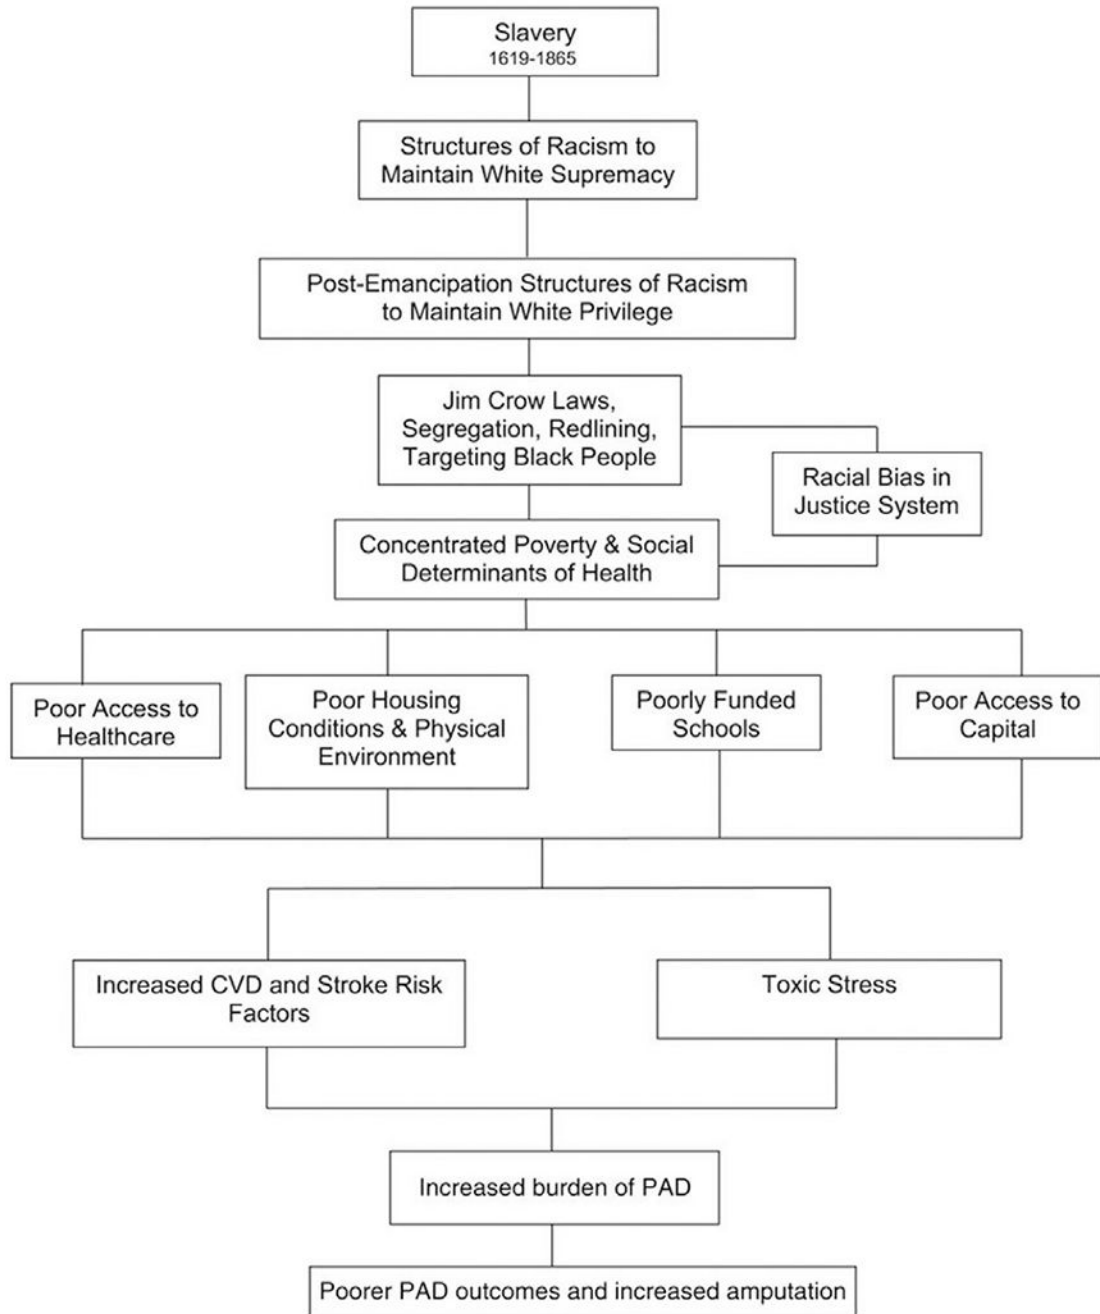 Slavery
1619-1865
Structures of Racism to
Maintain White Supremacy
Post-Emancipation Structures of Racism
to Maintain White Privilege
Jim Crow Laws,
Segregation, Redlining,
Targeting Black People
Racial Bias in
Justice System
Concentrated Poverty & Social
Determinants of Health
Poor Access to
Healthcare
Poor Housing
Conditions & Physical
Environment
Poorly Funded
Schools
Poor Access to
Capital
Increased CVD and Stroke Risk
Factors
Toxic Stress
Increased burden of PAD
Poorer PAD outcomes and increased amputation